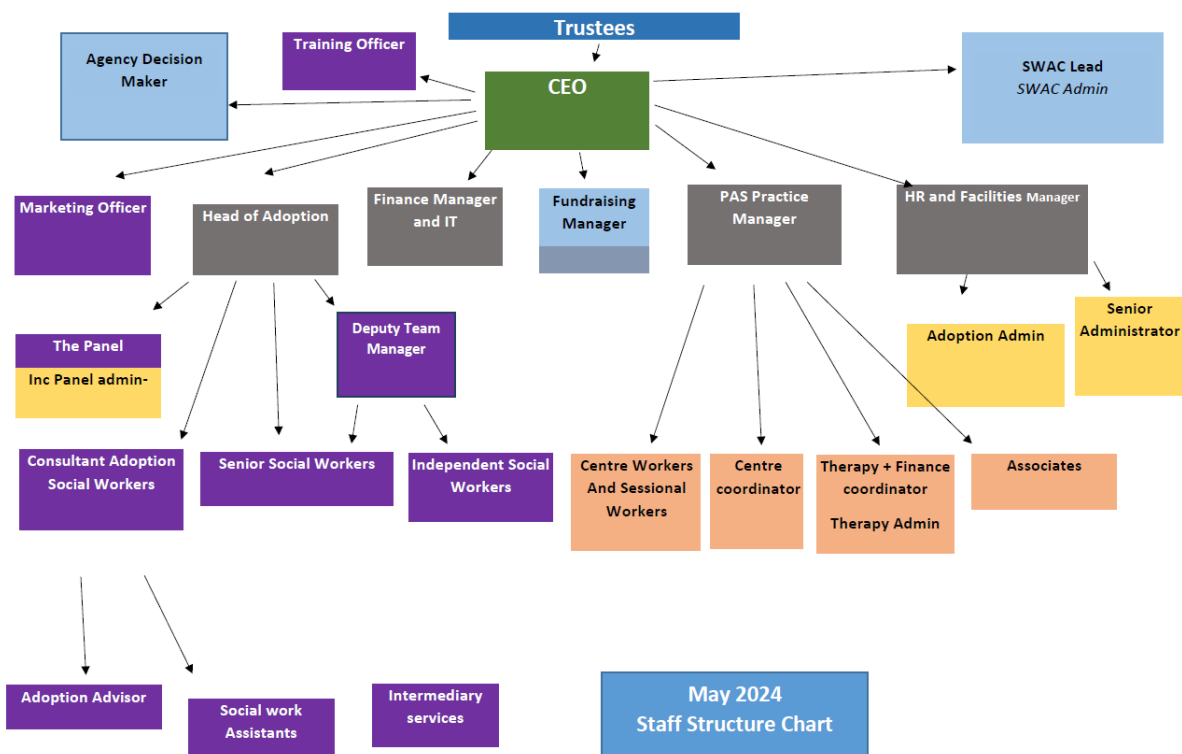 Trustees
Agency Decision
Maker
Training Officer
CEO
SWAC Lead
SWAC Admin
Marketing Officer
Head of Adoption
Finance Manager
and IT
Fundraising
Manager
PAS Practice
Manager
HR and Facilities Manager
The Panel
Inc Panel admin-
Deputy Team
Manager
Adoption Admin
Senior
Administrator
Consultant Adoption
Social Workers
Senior Social Workers
Independent Social
Workers
Centre Workers
And Sessional
Workers
Centre
coordinator
Therapy + Finance
coordinator
Therapy Admin
Associates
Adoption Advisor
Social work
Assistants
Intermediary
services
May 2024
Staff Structure Chart